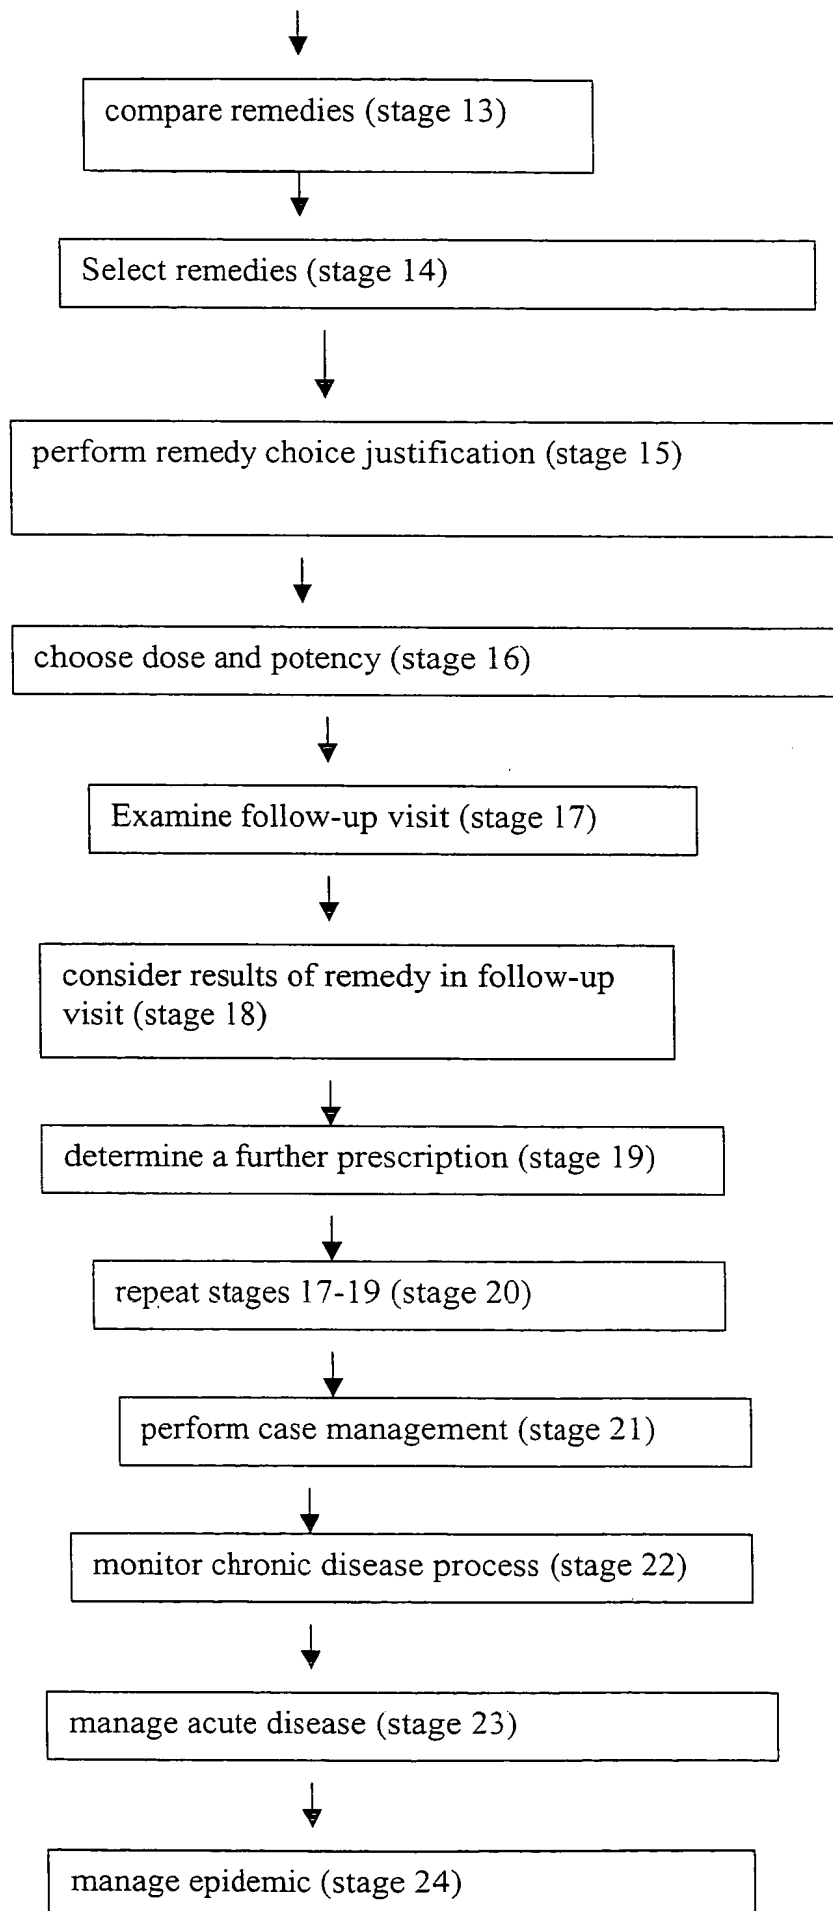 compare remedies (stage 13)
Select remedies (stage 14)
perform remedy choice justification (stage 15)
choose dose and potency (stage 16)
Examine follow-up visit (stage 17)
consider results of remedy in follow-up
visit (stage 18)
determine a further prescription (stage 19)
repeat stages 17-19 (stage 20)
perform case management (stage 21)
monitor chronic disease process (stage 22)
manage acute disease (stage 23)
manage epidemic (stage 24)